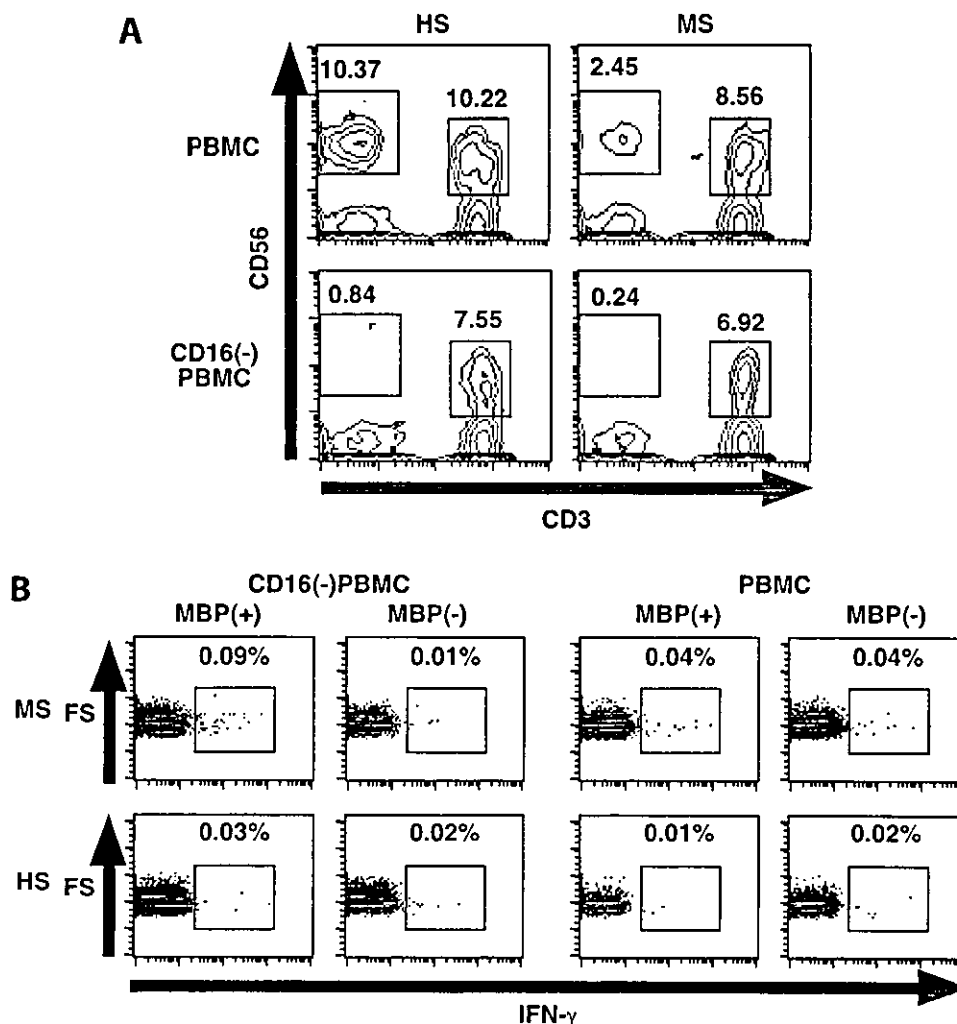 A
HS
MS
10.37
10.22
2.45
8.56
PBMC
CD56
0.84
7.55
0.24
6.92
CD16(-)
PBMC
CD3
B
CD16(-)PBMC
PBMC
MBP(+)
MBP(-)
MBP(+)
MBP(-)
MS FS
0.09%
0.01%
0.04%
0.04%
HS FS
0.03%
0.02%
0.01%
0.02%
IFN-γ